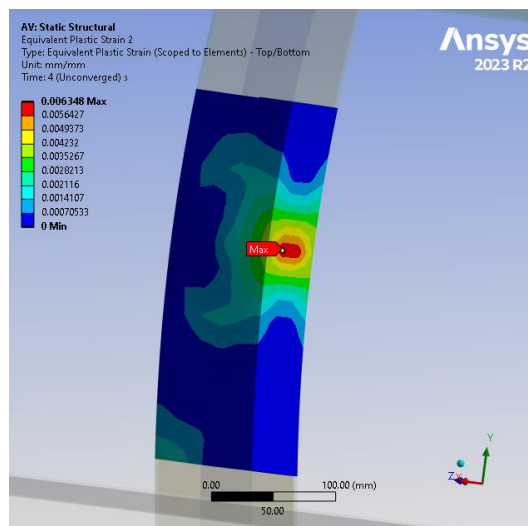 AV: Static Structural
Equivalent Plastic Strain 2
Type: Equivalent Plastic Strain (Scoped to Elements) - Top/Bottom
Unit: mm/mm
Time: 4 (Unconverged) s
Ansys
2023 R2
0.006348 Max
0.0056427
0.0049373
0.004232
0.0035267
0.0028213
0.002116
0.0014107
0.00070533
0 Min
Max
0.00
100.00 (mm)
50.00
Y
Z
X